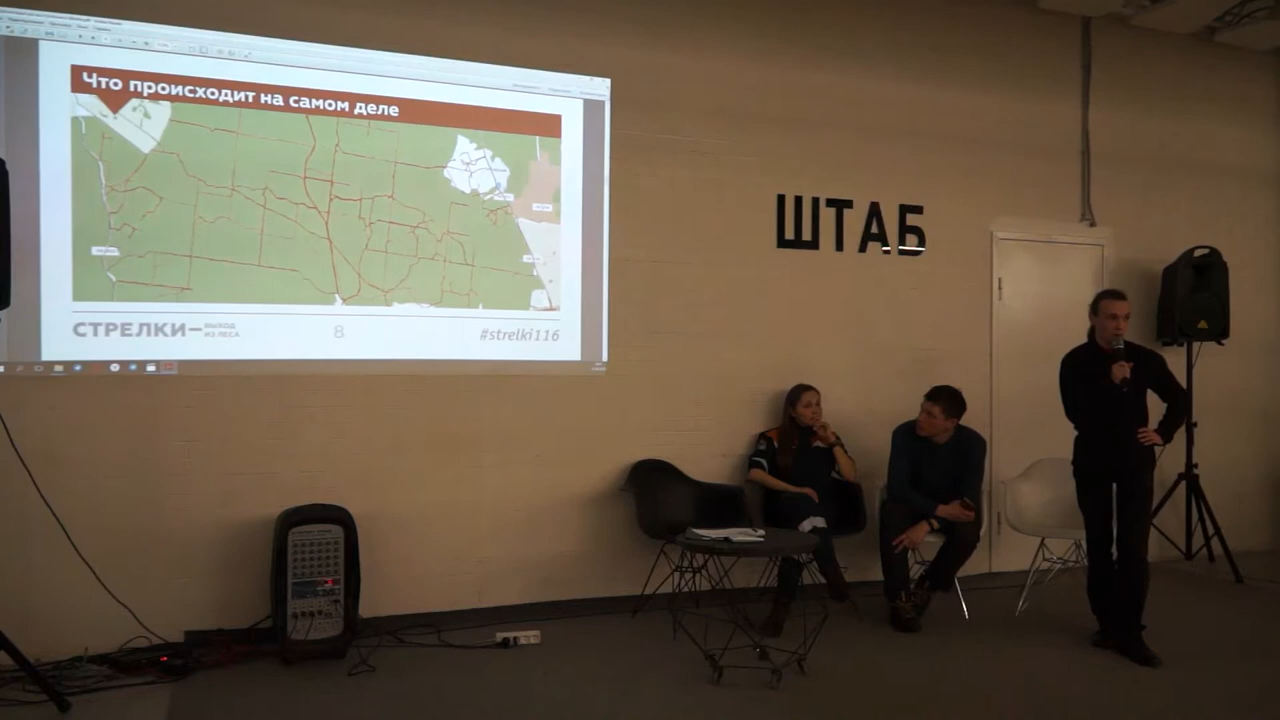 Что происходит на самом деле
СТРЕЛКИ—
ВЫХОД
ИЗ ЛЕСА
8
#strelki116
ШТАБ